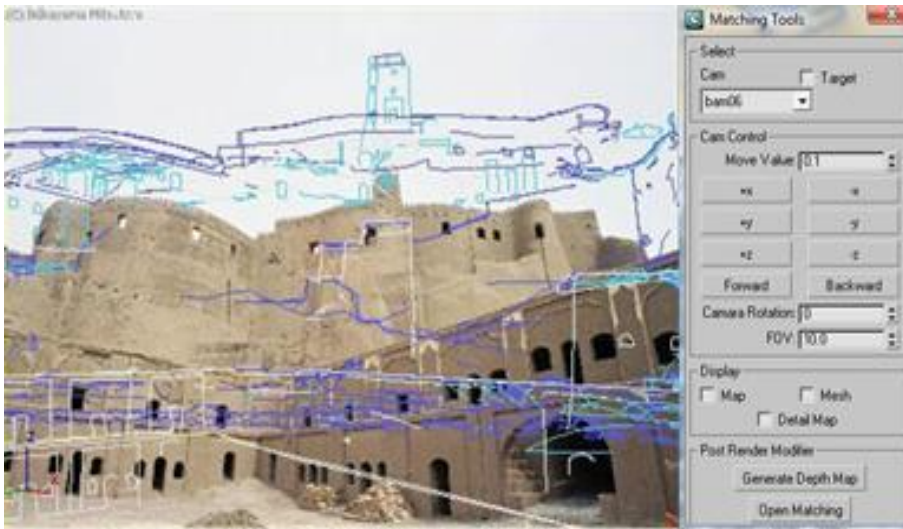 Matching Tools
Select
Cam
Target
bam06
Cam Control
Move Value: 0.1
+x
-x
+y
-y
+z
-z
Forward
Backward
Camara Rotation: 0
FOV: 10.0
Display
Map
Mesh
Detail Map
Post Render Modifier
Generate Depth Map
Open Matching